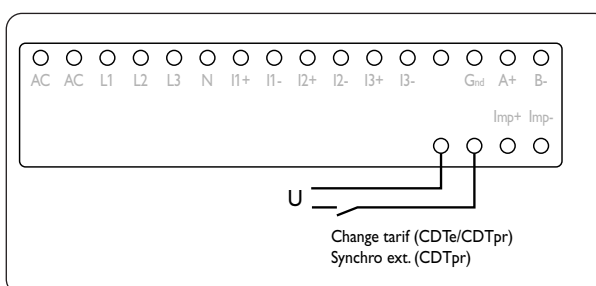 AC AC L1 L2 L3 N I1+ I1- I2+ I2- I3+ I3- Gnd A+ B-
Imp+ Imp-
U
Change tarif (CDTe/CDTpr)
Synchro ext. (CDTpr)